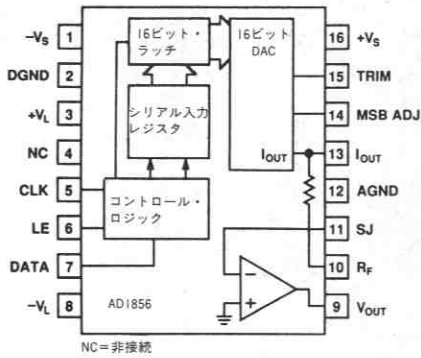 −VS 1
DGND 2
+VL 3
NC 4
CLK 5
LE 6
DATA 7
−VL 8
16ビット・
ラッチ
シリアル入力
レジスタ
コントロール・
ロジック
16ビット
DAC
IOUT
−
+
AD1856
16 +VS
15 TRIM
14 MSB ADJ
13 IOUT
12 AGND
11 SJ
10 RF
9 VOUT
NC=非接続